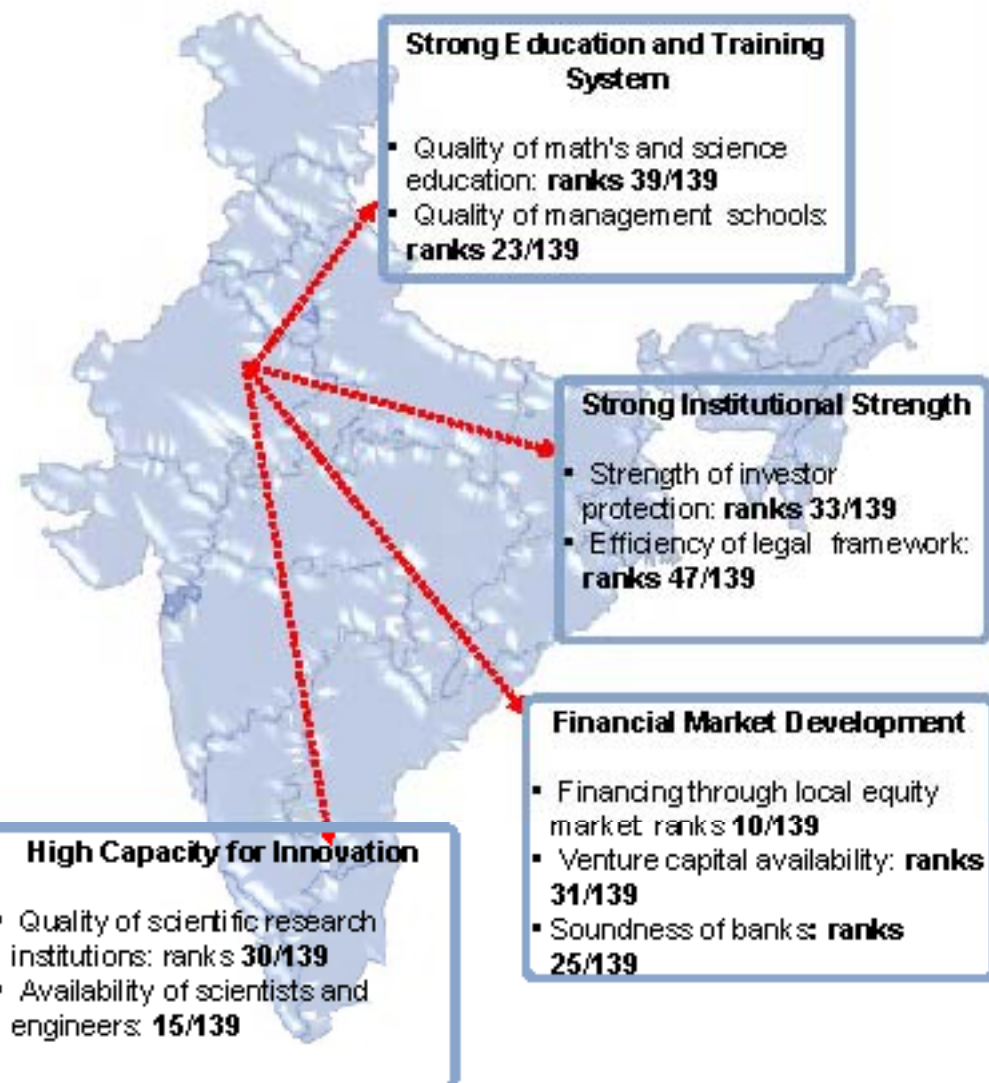 Strong Education and Training
System
▪ Quality of math's and science
education: ranks 39/139
▪ Quality of management schools:
ranks 23/139
Strong Institutional Strength
▪ Strength of investor
protection: ranks 33/139
▪ Efficiency of legal framework:
ranks 47/139
Financial Market Development
▪ Financing through local equity
market: ranks 10/139
▪ Venture capital availability: ranks
31/139
▪ Soundness of banks: ranks
25/139
High Capacity for Innovation
▪ Quality of scientific research
institutions: ranks 30/139
▪ Availability of scientists and
engineers: 15/139